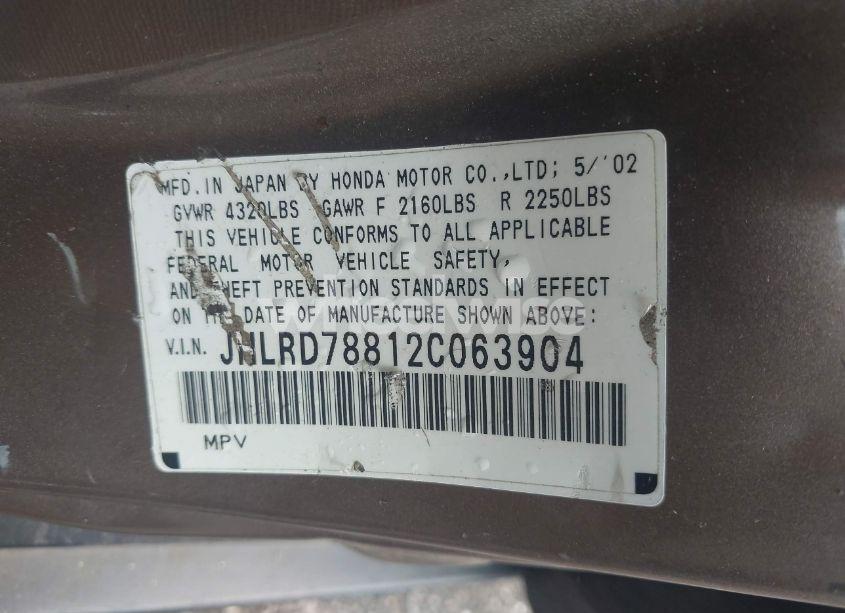 MFD. IN JAPAN BY HONDA MOTOR CO.,LTD; 5/'02
GVWR 4320LBS GAWR F 2160LBS R 2250LBS
THIS VEHICLE CONFORMS TO ALL APPLICABLE
FEDERAL MOTOR VEHICLE SAFETY,
AND THEFT PREVENTION STANDARDS IN EFFECT
ON THE DATE OF MANUFACTURE SHOWN ABOVE:
V.I.N. JHLRD78812C063904
MPV